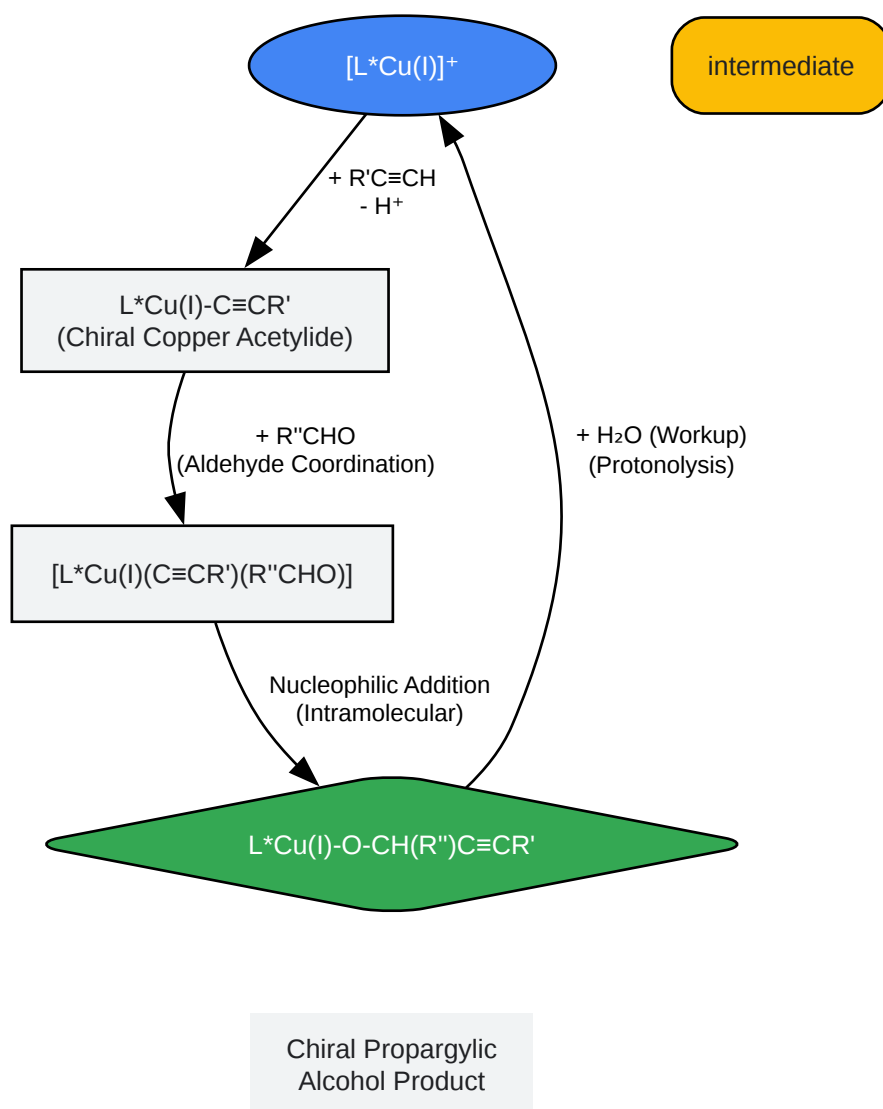 [L*Cu(I)]⁺
intermediate
+ R'C≡CH
- H⁺
L*Cu(I)-C≡CR'
(Chiral Copper Acetylide)
+ R''CHO
(Aldehyde Coordination)
+ H₂O (Workup)
(Protonolysis)
[L*Cu(I)(C≡CR')(R''CHO)]
Nucleophilic Addition
(Intramolecular)
L*Cu(I)-O-CH(R'')C≡CR'
Chiral Propargylic
Alcohol Product